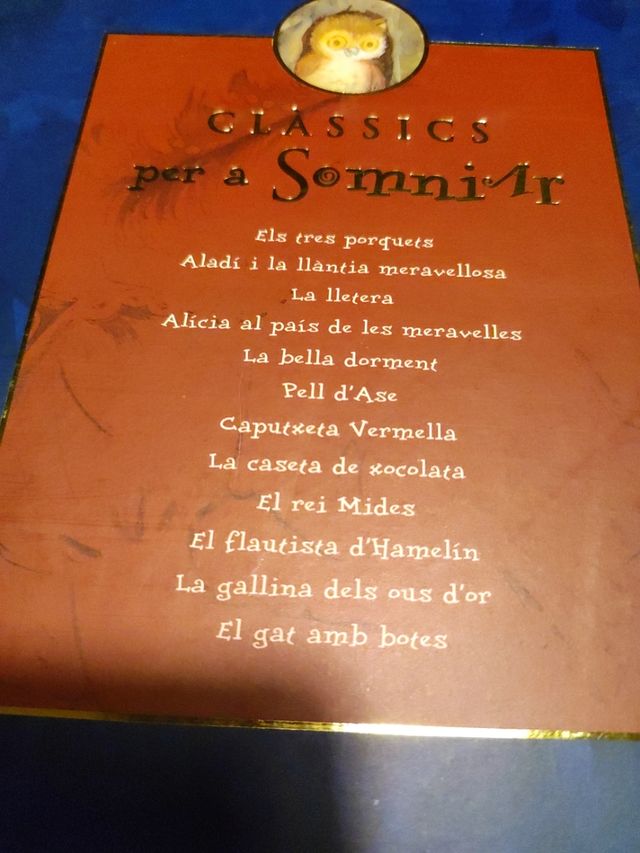 CLÀSSICS
per a Somniar
Els tres porquets
Aladí i la llàntia meravellosa
La lletera
Alícia al país de les meravelles
La bella dorment
Pell d'Ase
Caputxeta Vermella
La caseta de xocolata
El rei Mides
El flautista d'Hamelín
La gallina dels ous d'or
El gat amb botes